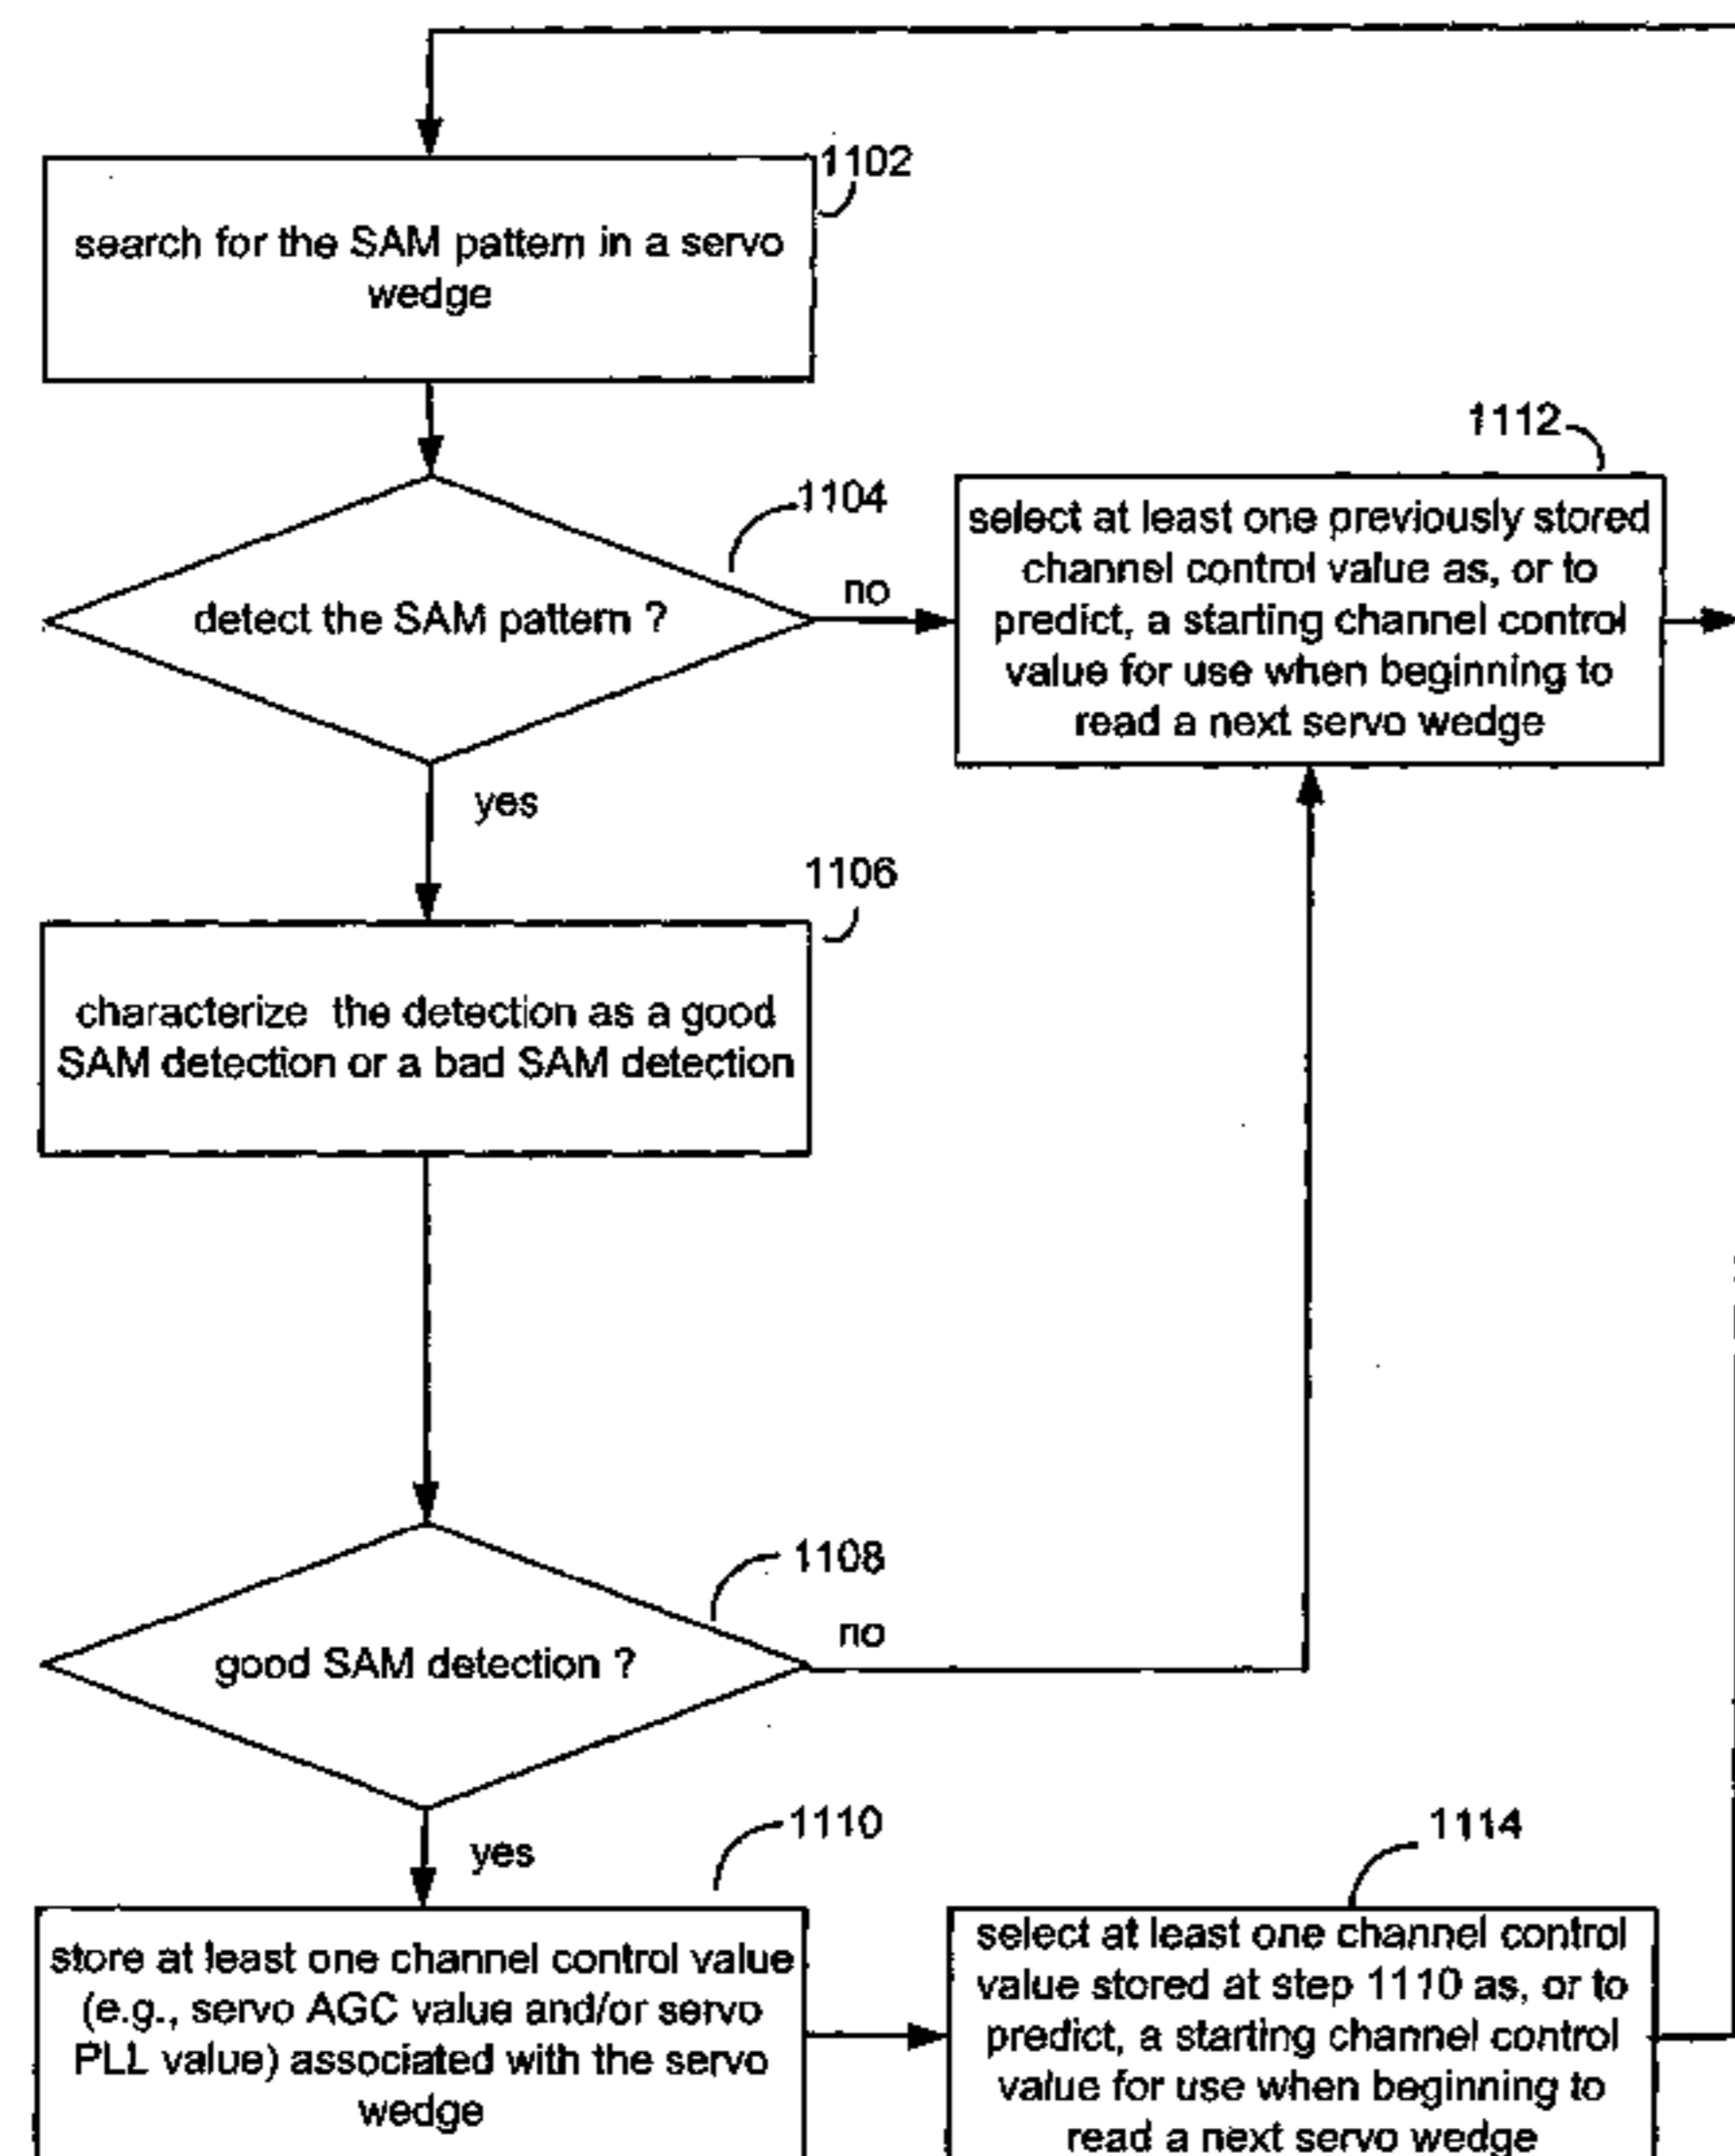 1102
search for the SAM pattern in a servo
wedge
1104
detect the SAM pattern ?
no
yes
1112
select at least one previously stored
channel control value as, or to
predict, a starting channel control
value for use when beginning to
read a next servo wedge
1106
characterize the detection as a good
SAM detection or a bad SAM detection
1108
good SAM detection ?
no
yes
1110
store at least one channel control value
(e.g., servo AGC value and/or servo
PLL value) associated with the servo
wedge
1114
select at least one channel control
value stored at step 1110 as, or to
predict, a starting channel control
value for use when beginning to
read a next servo wedge